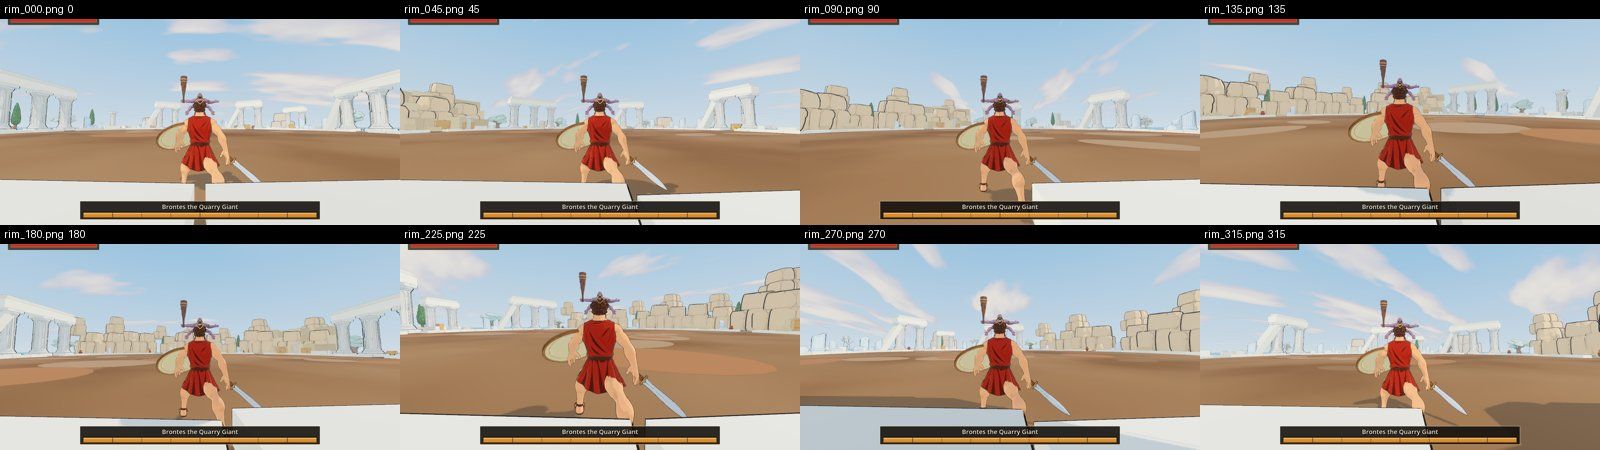 rim_000.png 0
rim_045.png 45
rim_090.png 90
rim_135.png 135
Brontes the Quarry Giant
Brontes the Quarry Giant
Brontes the Quarry Giant
Brontes the Quarry Giant
rim_180.png 180
rim_225.png 225
rim_270.png 270
rim_315.png 315
Brontes the Quarry Giant
Brontes the Quarry Giant
Brontes the Quarry Giant
Brontes the Quarry Giant